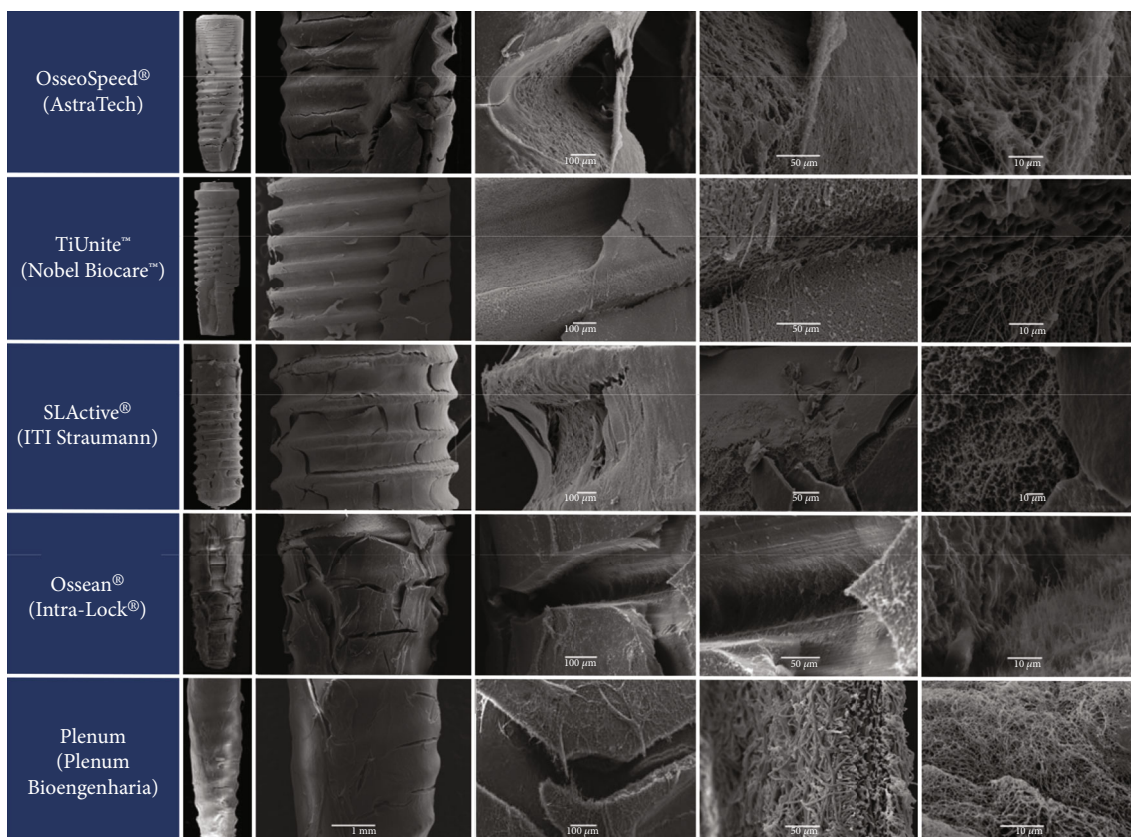 OsseoSpeed®
(AstraTech)
100 μm
50 μm
10 μm
TiUnite™
(Nobel Biocare™)
100 μm
50 μm
10 μm
SLActive®
(ITI Straumann)
100 μm
50 μm
10 μm
Ossean®
(Intra-Lock®)
100 μm
50 μm
10 μm
Plenum
(Plenum
Bioengenharia)
1 mm
100 μm
50 μm
10 μm